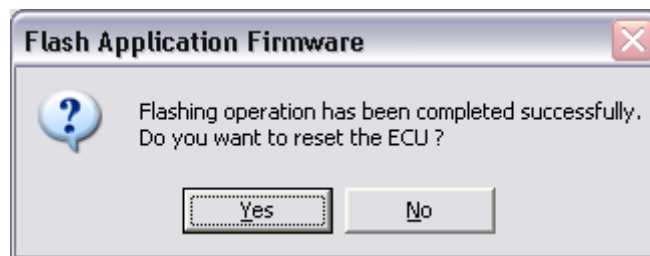 Flash Application Firmware
Flashing operation has been completed successfully.
Do you want to reset the ECU ?
Yes
No